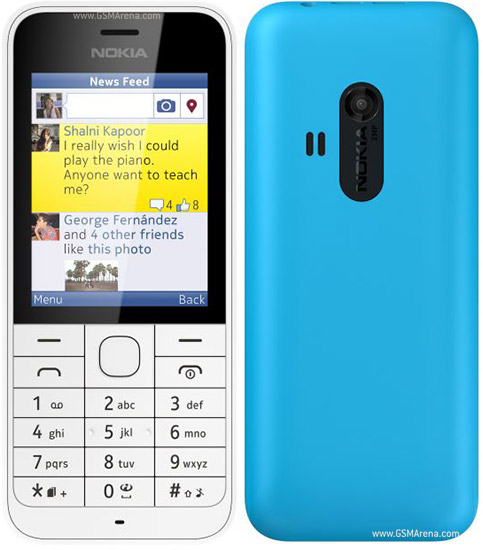 www.GSMArena.com
NOKIA
News Feed
Shalni Kapoor
I really wish I could
play the piano.
Anyone want to teach
me?
4 8
George Fernández
and 4 other friends
like this photo
Menu Back
1 2 abc 3 def
4 ghi 5 jkl 6 mno
7 pqrs 8 tuv 9 wxyz
* + 0 #
NOKIA
2MP
www.GSMArena.com